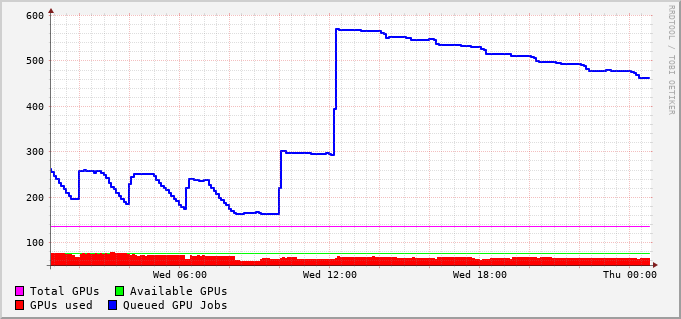 600
500
400
300
200
100
Wed 06:00 Wed 12:00 Wed 18:00 Thu 00:00
Total GPUs Available GPUs
GPUs used Queued GPU Jobs
RRDTOOL / TOBI OETIKER